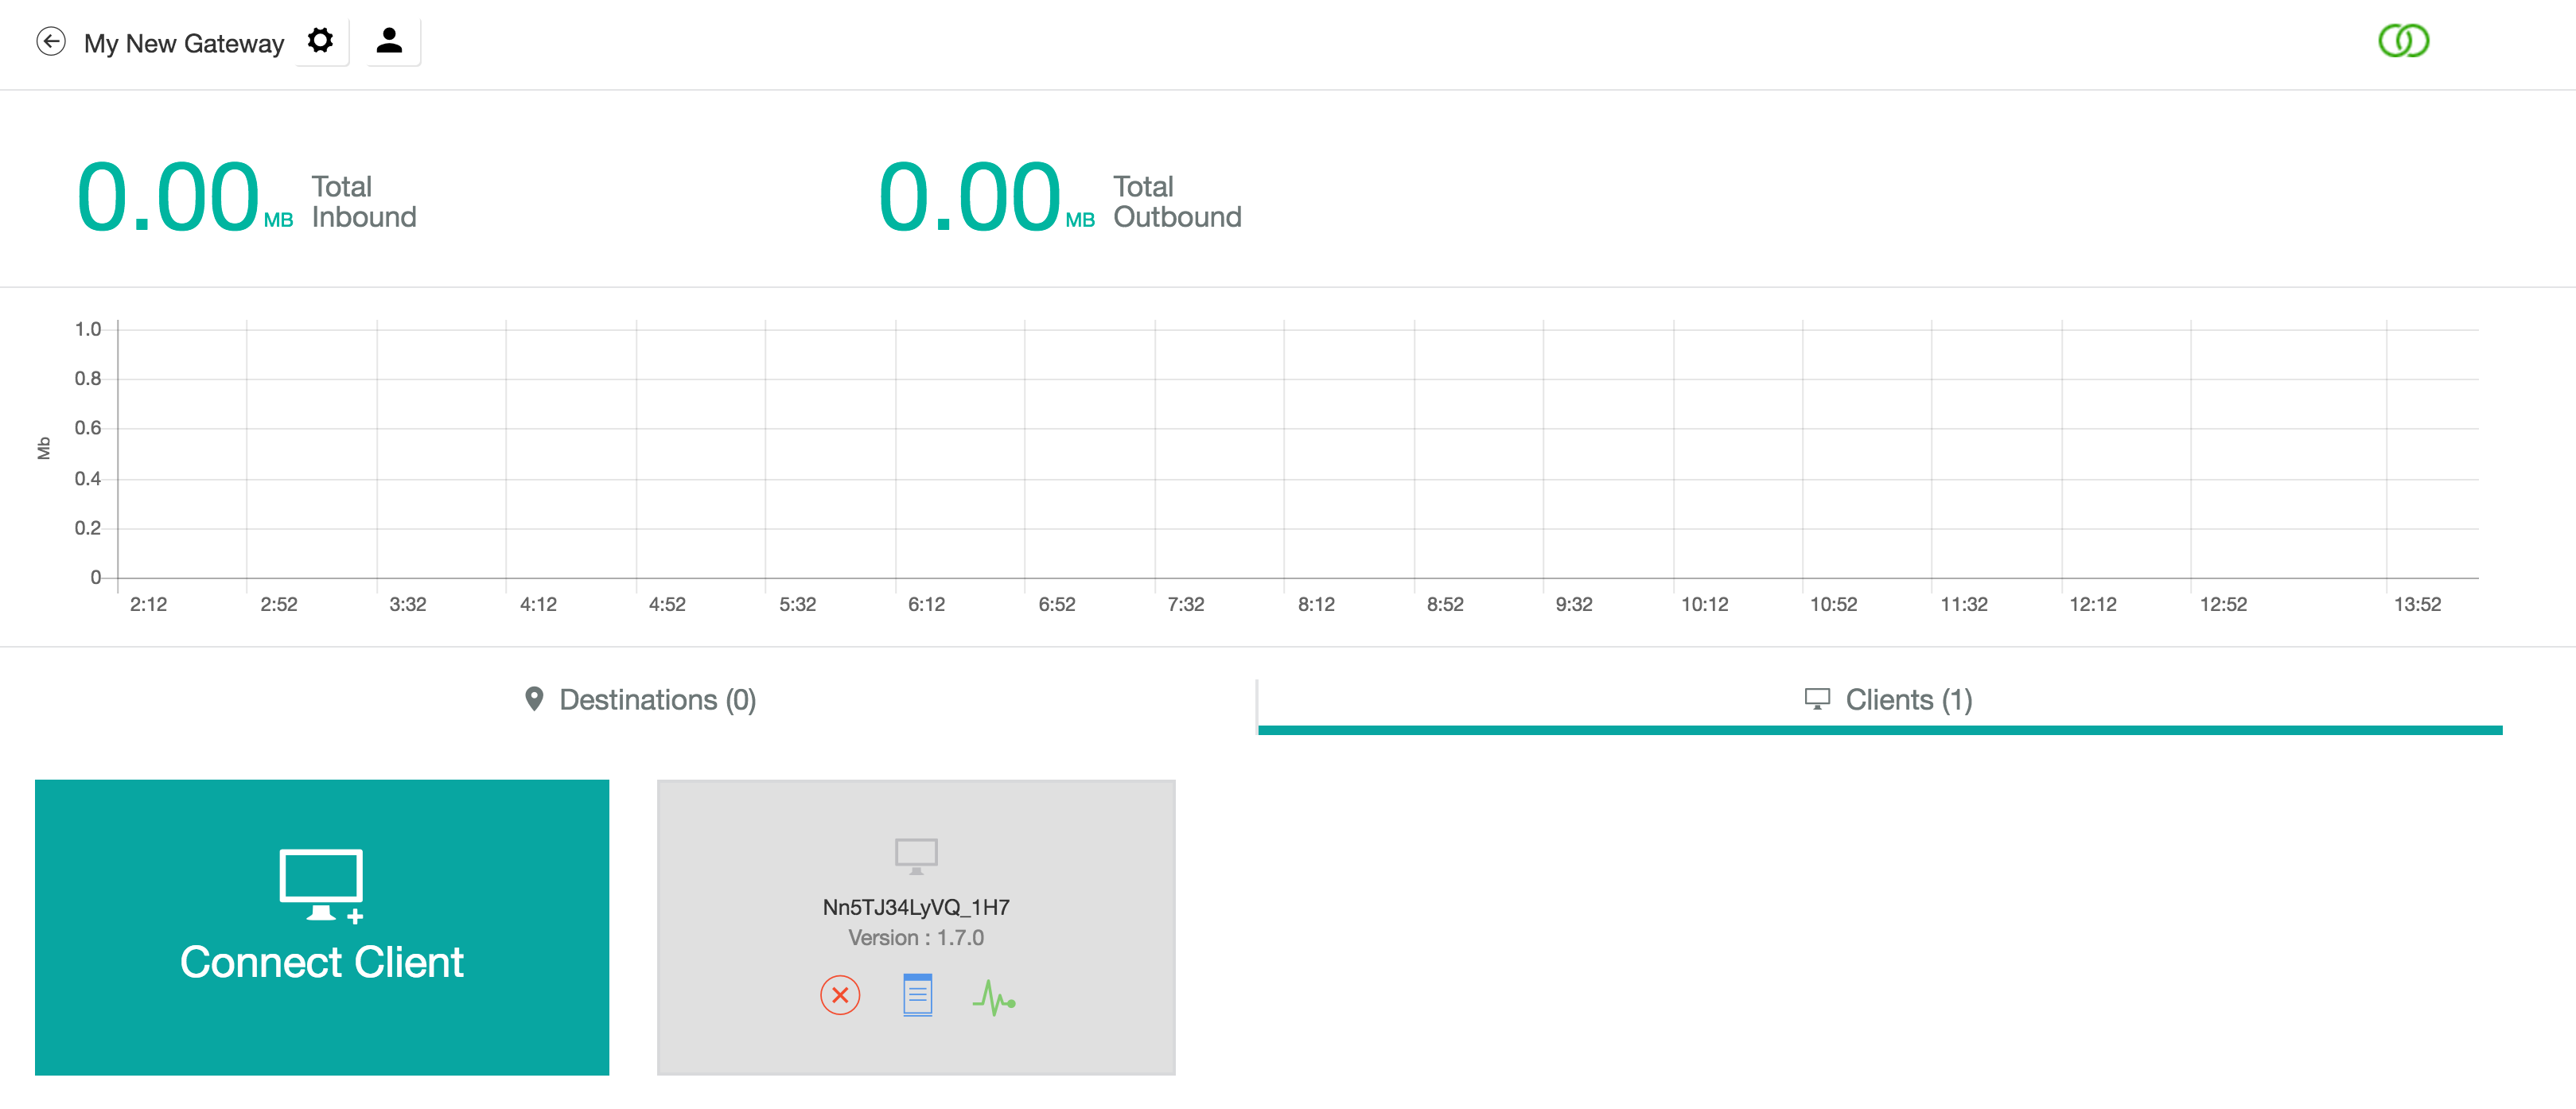 My New Gateway
0.00 MB Total Inbound
0.00 MB Total Outbound
Mb
1.0
0.8
0.6
0.4
0.2
0
2:12 2:52 3:32 4:12 4:52 5:32 6:12 6:52 7:32 8:12 8:52 9:32 10:12 10:52 11:32 12:12 12:52 13:52
Destinations (0)
Clients (1)
Connect Client
Nn5TJ34LyVQ_1H7
Version : 1.7.0